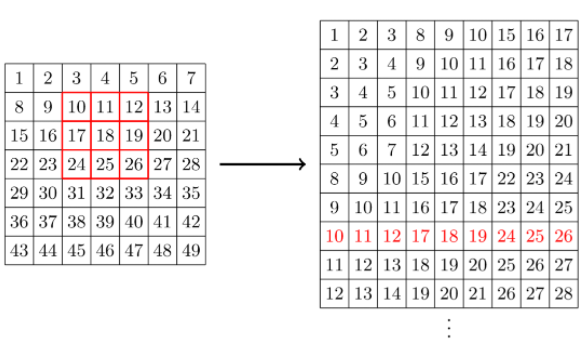 1 2 3 4 5 6 7
8 9 10 11 12 13 14
15 16 17 18 19 20 21
22 23 24 25 26 27 28
29 30 31 32 33 34 35
36 37 38 39 40 41 42
43 44 45 46 47 48 49
1 2 3 8 9 10 15 16 17
2 3 4 9 10 11 16 17 18
3 4 5 10 11 12 17 18 19
4 5 6 11 12 13 18 19 20
5 6 7 12 13 14 19 20 21
8 9 10 15 16 17 22 23 24
9 10 11 16 17 18 23 24 25
10 11 12 17 18 19 24 25 26
11 12 13 18 19 20 25 26 27
12 13 14 19 20 21 26 27 28
⋮